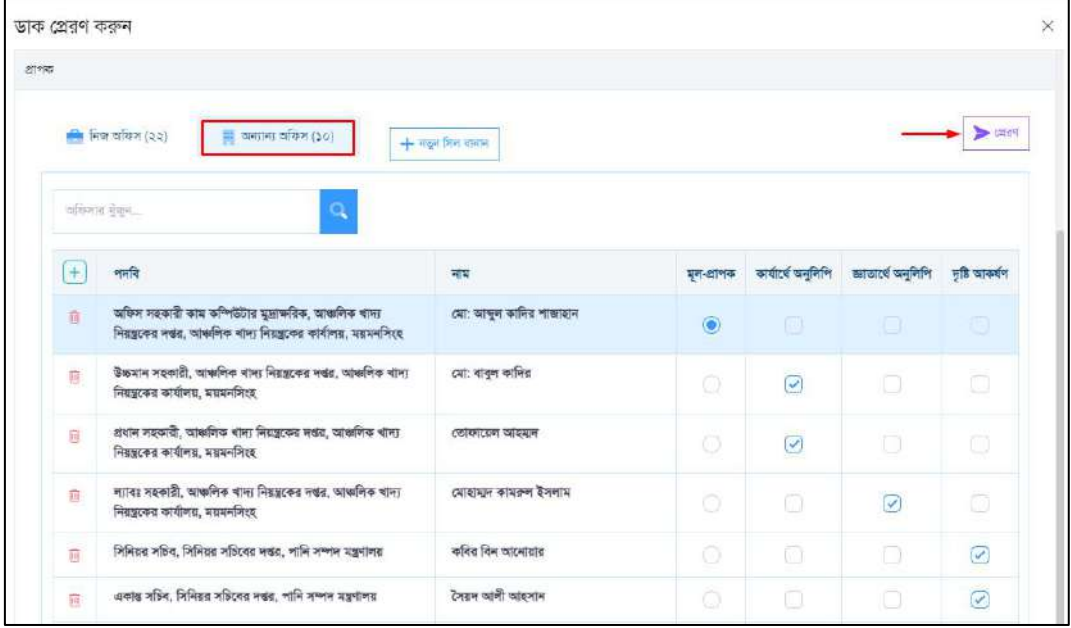 ডাক প্রেরণ করুন
প্রাপক
নিজ অফিস (২২)
অন্যান্য অফিস (১০)
নতুন সিল বানান
প্রেরণ
অফিসার খুঁজুন...
পদবি নাম মূল-প্রাপক কার্যার্থে অনুলিপি জ্ঞাতার্থে অনুলিপি দৃষ্টি আকর্ষণ
অফিস সহকারী কাম কম্পিউটার মুদ্রাক্ষরিক, আঞ্চলিক খাদ্য মো: আব্দুল কাদির শাজাহান
নিয়ন্ত্রকের দপ্তর, আঞ্চলিক খাদ্য নিয়ন্ত্রকের কার্যালয়, ময়মনসিংহ
উচ্চমান সহকারী, আঞ্চলিক খাদ্য নিয়ন্ত্রকের দপ্তর, আঞ্চলিক খাদ্য মো: বাবুল কাদির
নিয়ন্ত্রকের কার্যালয়, ময়মনসিংহ
প্রধান সহকারী, আঞ্চলিক খাদ্য নিয়ন্ত্রকের দপ্তর, আঞ্চলিক খাদ্য তোফায়েল আহমদ
নিয়ন্ত্রকের কার্যালয়, ময়মনসিংহ
ল্যাবঃ সহকারী, আঞ্চলিক খাদ্য নিয়ন্ত্রকের দপ্তর, আঞ্চলিক খাদ্য মোহাম্মদ কামরুল ইসলাম
নিয়ন্ত্রকের কার্যালয়, ময়মনসিংহ
সিনিয়র সচিব, সিনিয়র সচিবের দপ্তর, পানি সম্পদ মন্ত্রণালয় কবির বিন আনোয়ার
একান্ত সচিব, সিনিয়র সচিবের দপ্তর, পানি সম্পদ মন্ত্রণালয় সৈয়দ আলী আহসান